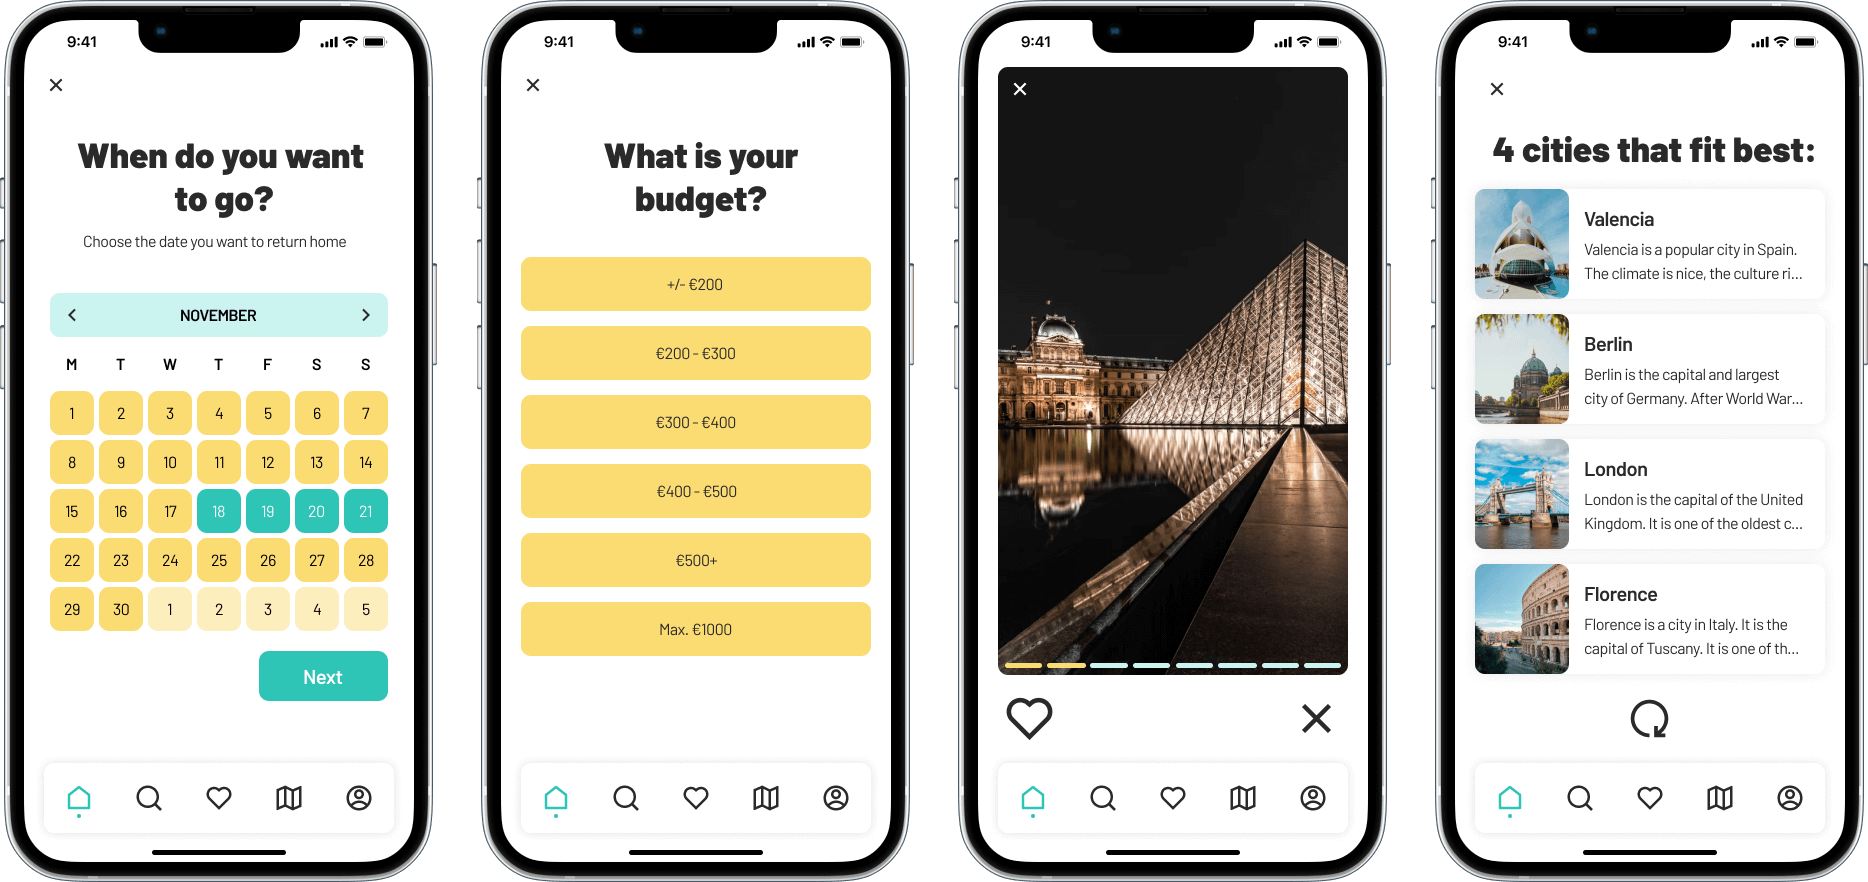 9:41
When do you want
to go?
Choose the date you want to return home
NOVEMBER
M T W T F S S
1 2 3 4 5 6 7
8 9 10 11 12 13 14
15 16 17 18 19 20 21
22 23 24 25 26 27 28
29 30 1 2 3 4 5
Next
9:41
What is your
budget?
+/- €200
€200 - €300
€300 - €400
€400 - €500
€500+
Max. €1000
9:41
9:41
4 cities that fit best:
Valencia
Valencia is a popular city in Spain.
The climate is nice, the culture ri...
Berlin
Berlin is the capital and largest
city of Germany. After World War...
London
London is the capital of the United
Kingdom. It is one of the oldest c...
Florence
Florence is a city in Italy. It is the
capital of Tuscany. It is one of th...